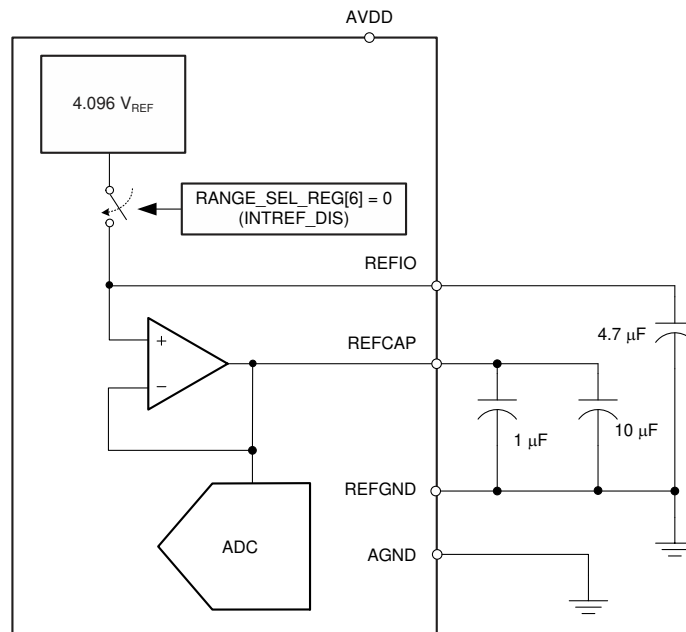 AVDD
4.096 VREF
RANGE_SEL_REG[6] = 0
(INTREF_DIS)
REFIO
4.7 µF
REFCAP
+
−
1 µF
10 µF
REFGND
ADC
AGND